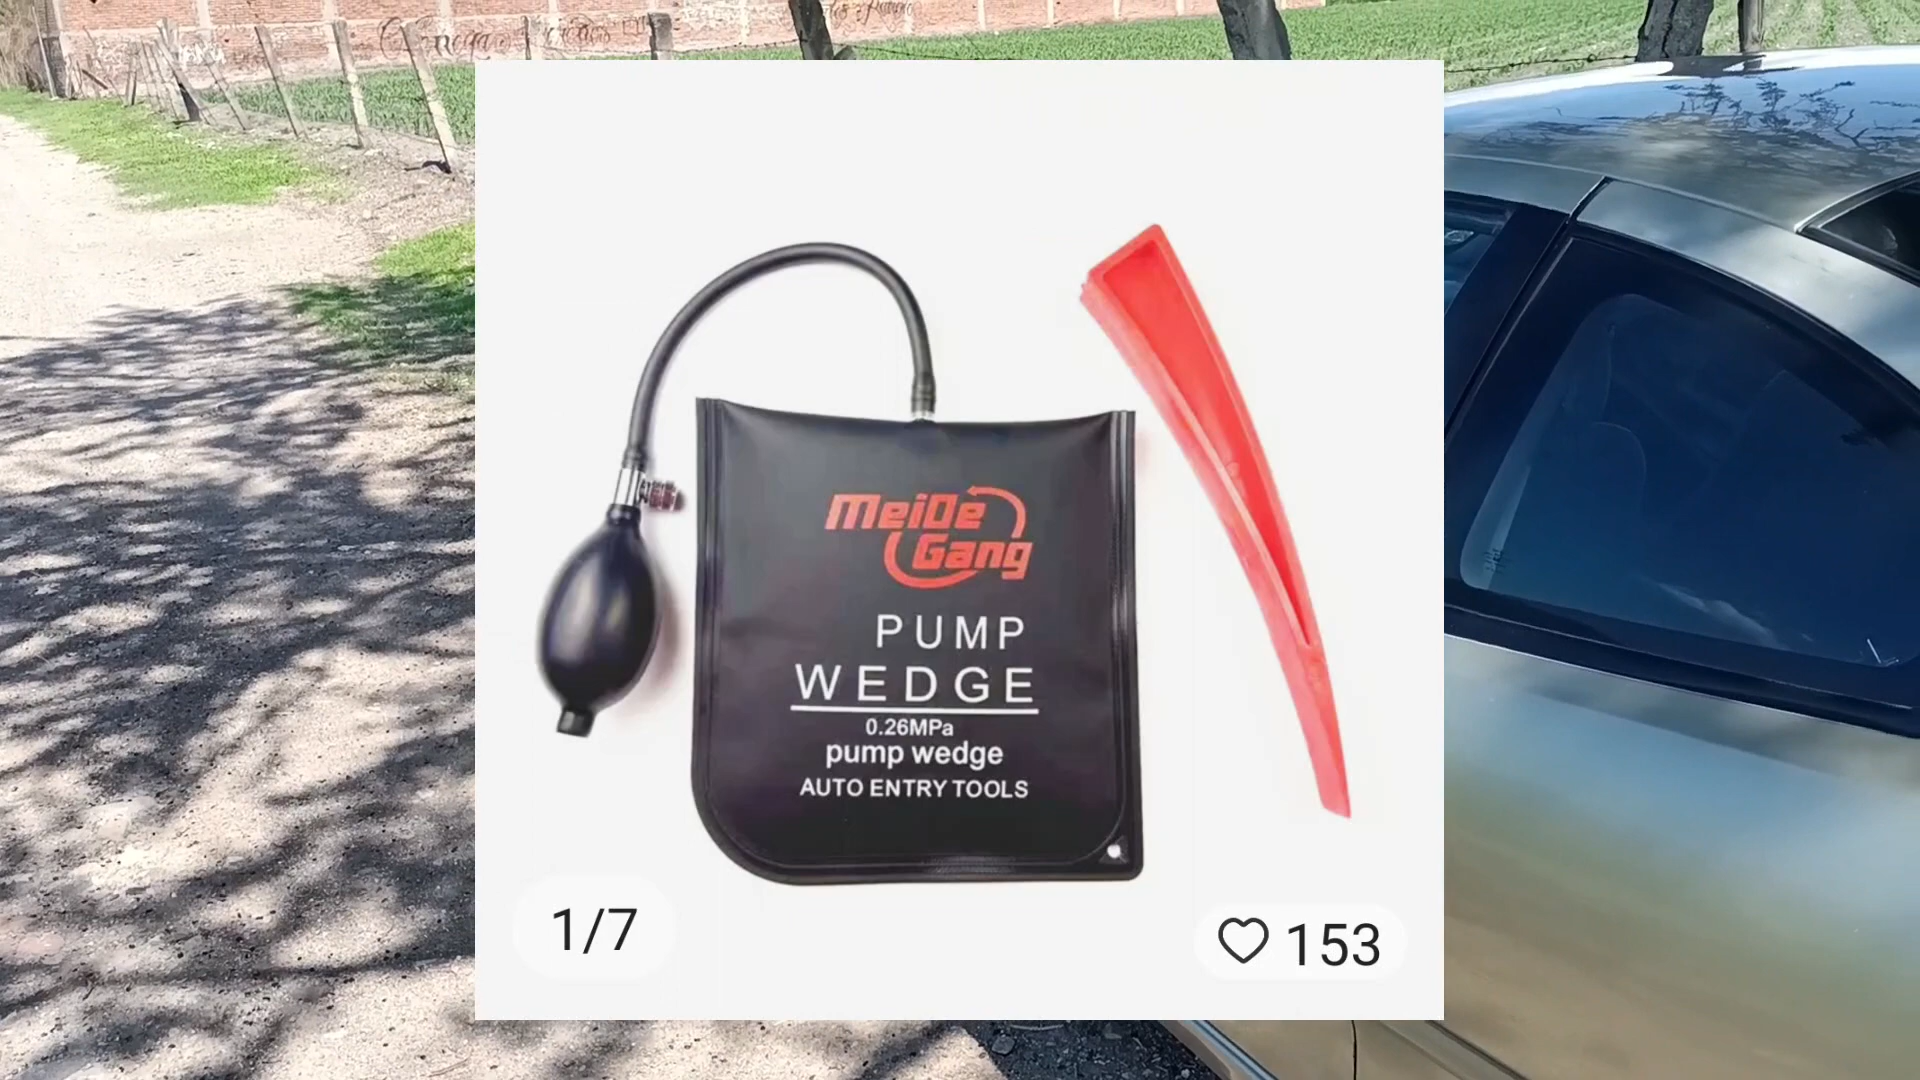 MeiDe
Gang
PUMP
WEDGE
0.26MPa
pump wedge
AUTO ENTRY TOOLS
1/7
153